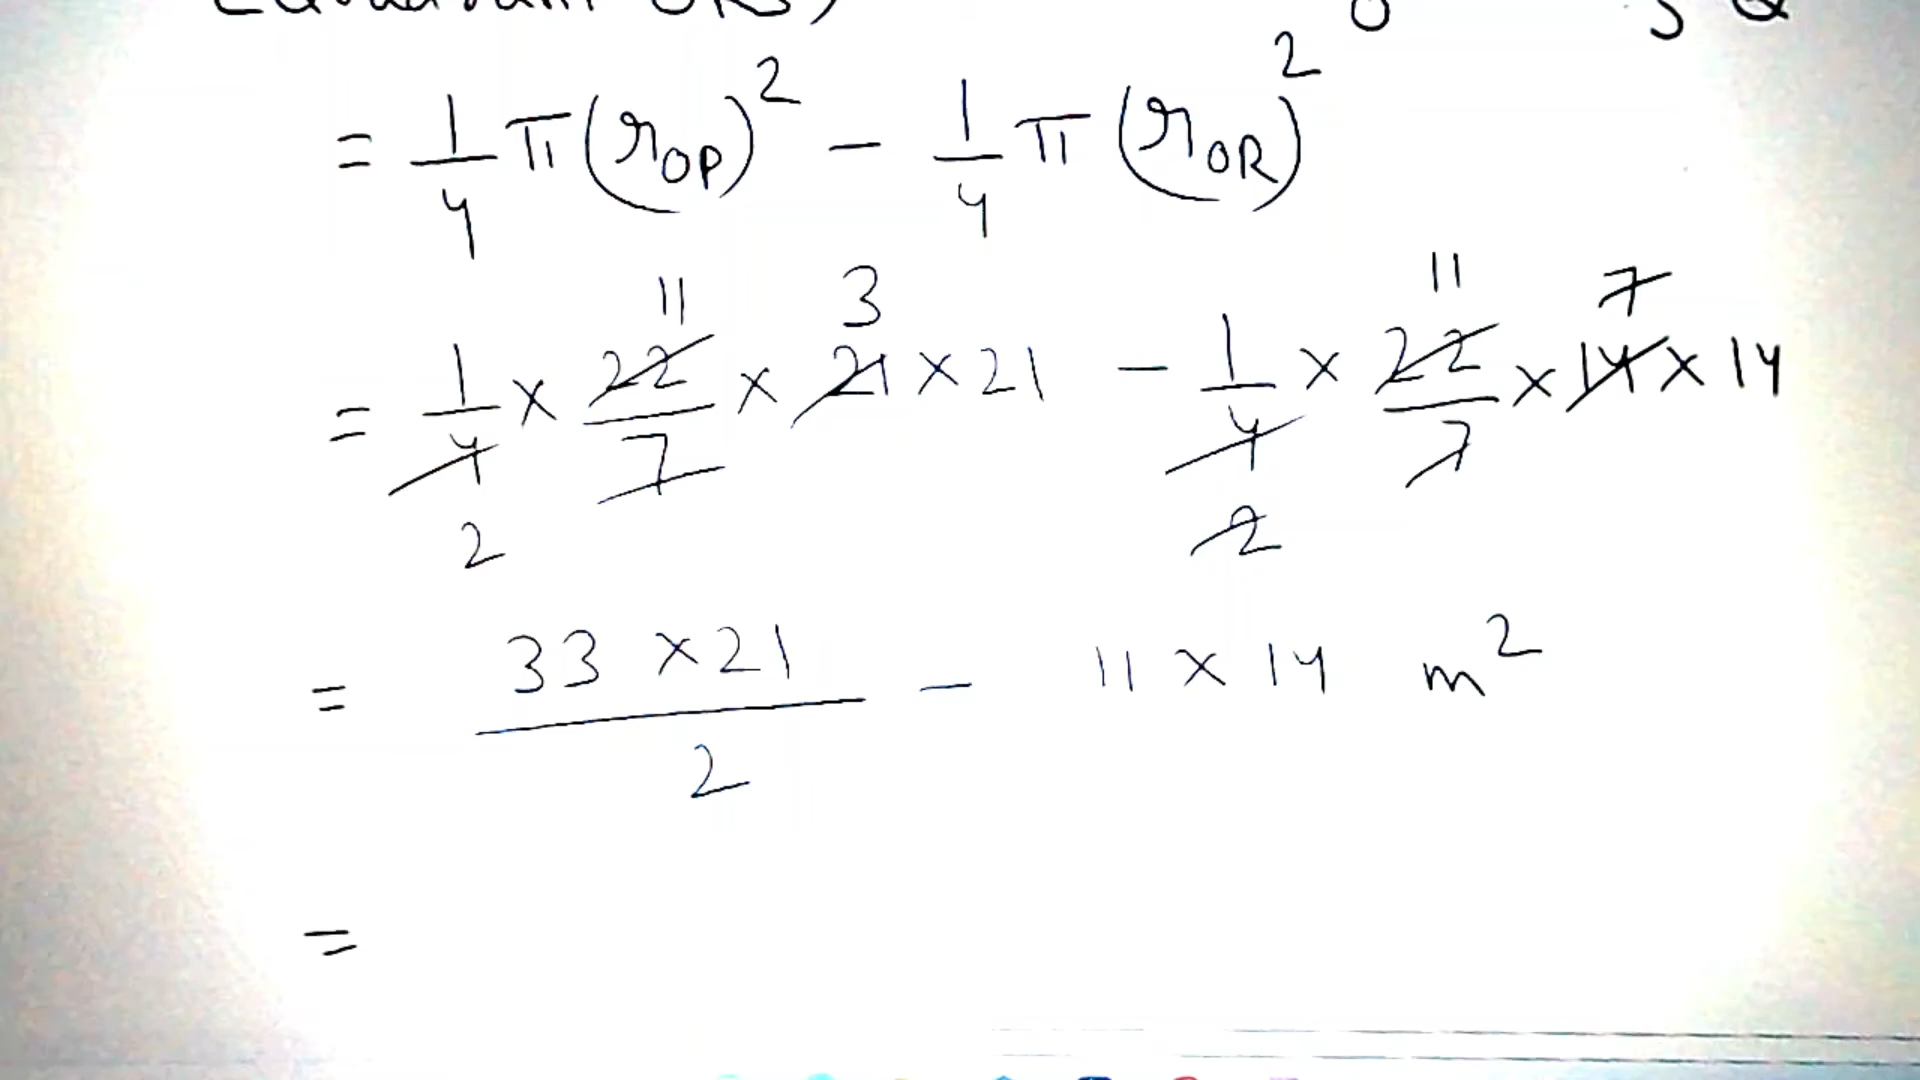 = 1/4 π (r_OP)² − 1/4 π (r_OR)²
11 3 11 7
= 1/4 × 22/7 × 21 × 21 − 1/4 × 22/7 × 14 × 14
2 2
= 33 × 21 / 2 − 11 × 14 m²
=